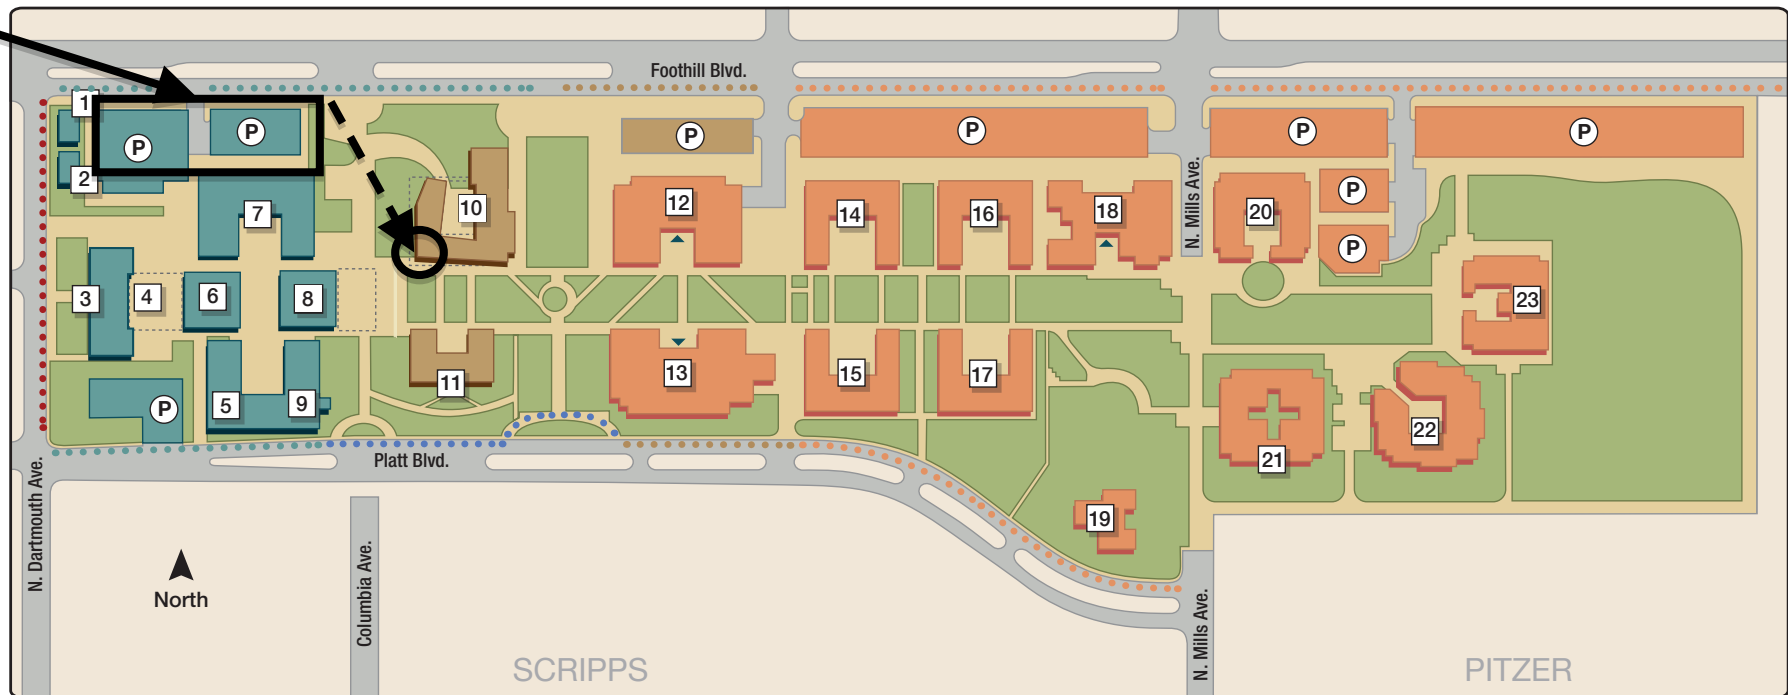 Foothill Blvd.
1
P
P
P
P
P
P
2
P
7
10
12
14
16
18
N. Mills Ave.
20
P
3
4
6
8
23
5
9
P
11
13
15
17
21
22
Platt Blvd.
19
N. Dartmouth Ave.
Columbia Ave.
North
N. Mills Ave.
SCRIPPS
PITZER